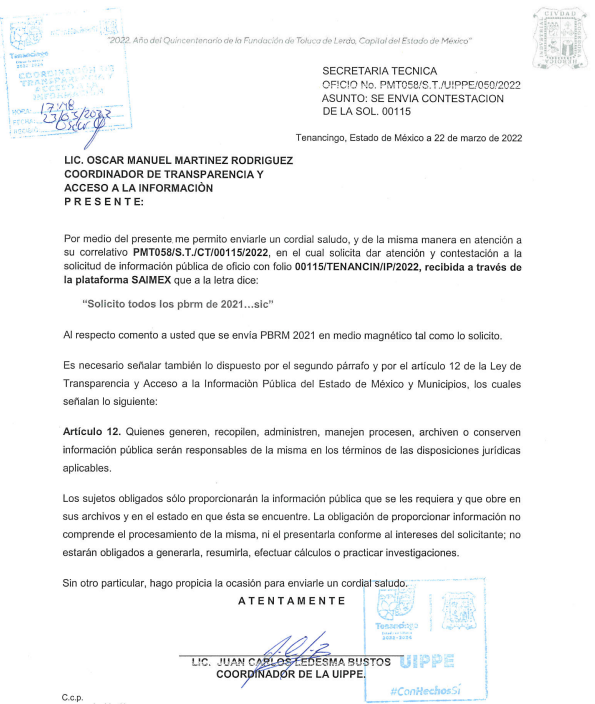 "2022. Año del Quincentenario de la Fundación de Toluca de Lerdo, Capital del Estado de México"
Tenancingo
COORDINACIÓN DE
TRANSPARENCIA Y
ACCESO A LA
INFORMACIÓN
17:18
23/03/2022
Oscar
SECRETARIA TECNICA
OFICIO No. PMT058/S.T./UIPPE/050/2022
ASUNTO: SE ENVIA CONTESTACION
DE LA SOL. 00115
Tenancingo, Estado de México a 22 de marzo de 2022
LIC. OSCAR MANUEL MARTINEZ RODRIGUEZ
COORDINADOR DE TRANSPARENCIA Y
ACCESO A LA INFORMACIÒN
P R E S E N T E:
Por medio del presente me permito enviarle un cordial saludo, y de la misma manera en atención a
su correlativo PMT058/S.T./CT/00115/2022, en el cual solicita dar atención y contestación a la
solicitud de información pública de oficio con folio 00115/TENANCIN/IP/2022, recibida a través de
la plataforma SAIMEX que a la letra dice:
"Solicito todos los pbrm de 2021...sic"
Al respecto comento a usted que se envía PBRM 2021 en medio magnético tal como lo solicito.
Es necesario señalar también lo dispuesto por el segundo párrafo y por el artículo 12 de la Ley de
Transparencia y Acceso a la Informaciòn Pública del Estado de México y Municipios, los cuales
señalan lo siguiente:
Artículo 12. Quienes generen, recopilen, administren, manejen procesen, archiven o conserven
información pública serán responsables de la misma en los términos de las disposiciones jurídicas
aplicables.
Los sujetos obligados sólo proporcionarán la información pública que se les requiera y que obre en
sus archivos y en el estado en que ésta se encuentre. La obligación de proporcionar información no
comprende el procesamiento de la misma, ni el presentarla conforme al intereses del solicitante; no
estarán obligados a generarla, resumirla, efectuar cálculos o practicar investigaciones.
Sin otro particular, hago propicia la ocasión para enviarle un cordial saludo.
A T E N T A M E N T E
LIC. JUAN CARLOS LEDESMA BUSTOS
COORDINADOR DE LA UIPPE.
Tenancingo
2022-2024
UIPPE
#ConHechosSí
C.c.p.